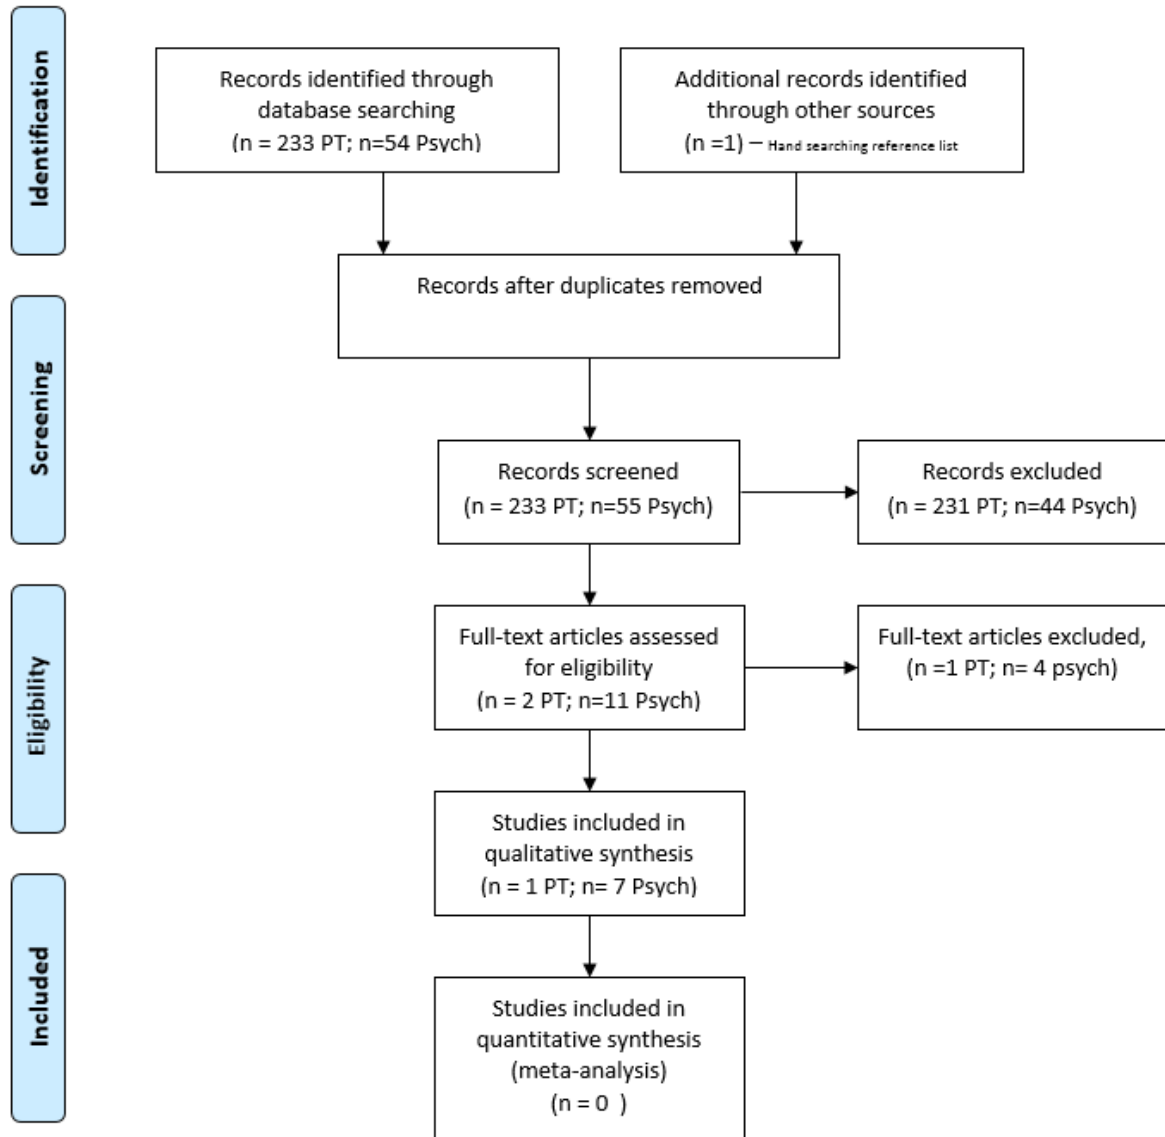 Identification
Records identified through
database searching
(n = 233 PT; n=54 Psych)
Additional records identified
through other sources
(n =1) – Hand searching reference list
Records after duplicates removed
Screening
Records screened
(n = 233 PT; n=55 Psych)
Records excluded
(n = 231 PT; n=44 Psych)
Eligibility
Full-text articles assessed
for eligibility
(n = 2 PT; n=11 Psych)
Full-text articles excluded,
(n =1 PT; n= 4 psych)
Studies included in
qualitative synthesis
(n = 1 PT; n= 7 Psych)
Included
Studies included in
quantitative synthesis
(meta-analysis)
(n = 0  )